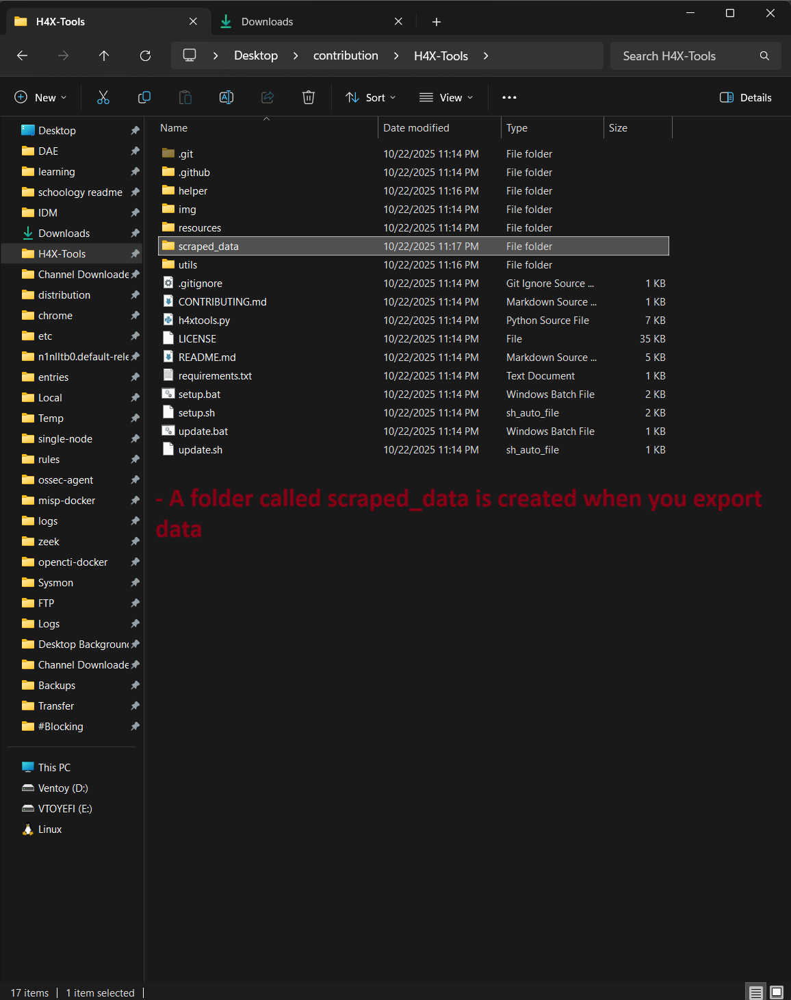 H4X-Tools
Downloads
Desktop
contribution
H4X-Tools
Search H4X-Tools
New
Sort
View
Details
Name
Date modified
Type
Size
.git 10/22/2025 11:14 PM File folder
.github 10/22/2025 11:14 PM File folder
helper 10/22/2025 11:16 PM File folder
img 10/22/2025 11:14 PM File folder
resources 10/22/2025 11:14 PM File folder
scraped_data 10/22/2025 11:17 PM File folder
utils 10/22/2025 11:16 PM File folder
.gitignore 10/22/2025 11:14 PM Git Ignore Source ... 1 KB
CONTRIBUTING.md 10/22/2025 11:14 PM Markdown Source ... 1 KB
h4xtools.py 10/22/2025 11:14 PM Python Source File 7 KB
LICENSE 10/22/2025 11:14 PM File 35 KB
README.md 10/22/2025 11:14 PM Markdown Source ... 5 KB
requirements.txt 10/22/2025 11:14 PM Text Document 1 KB
setup.bat 10/22/2025 11:14 PM Windows Batch File 2 KB
setup.sh 10/22/2025 11:14 PM sh_auto_file 2 KB
update.bat 10/22/2025 11:14 PM Windows Batch File 1 KB
update.sh 10/22/2025 11:14 PM sh_auto_file 1 KB
- A folder called scraped_data is created when you export
data
Desktop
DAE
learning
schoology readme
IDM
Downloads
H4X-Tools
Channel Downloade
distribution
chrome
etc
n1nlltb0.default-rele
entries
Local
Temp
single-node
rules
ossec-agent
misp-docker
logs
zeek
opencti-docker
Sysmon
FTP
Logs
Desktop Backgroun
Channel Downloade
Backups
Transfer
#Blocking
This PC
Ventoy (D:)
VTOYEFI (E:)
Linux
17 items
1 item selected